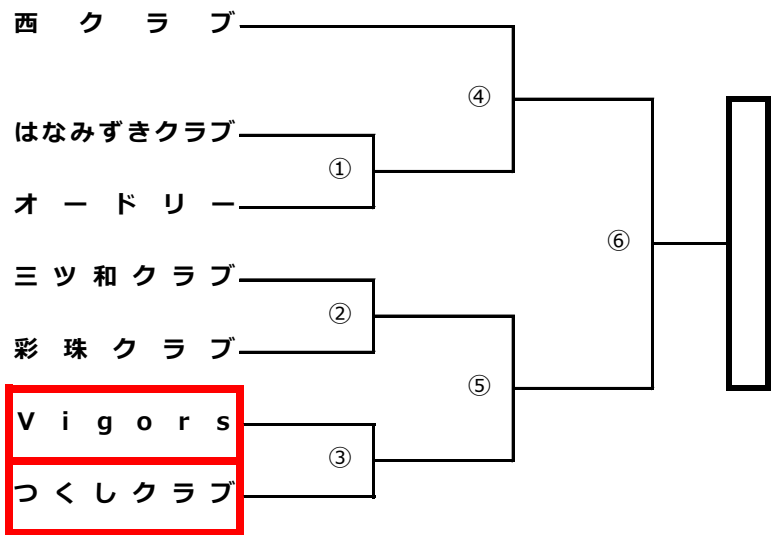 西クラブ
④
はなみずきクラブ
①
オードリー
⑥
三ツ和クラブ
②
彩珠クラブ
⑤
Vigors
③
つくしクラブ